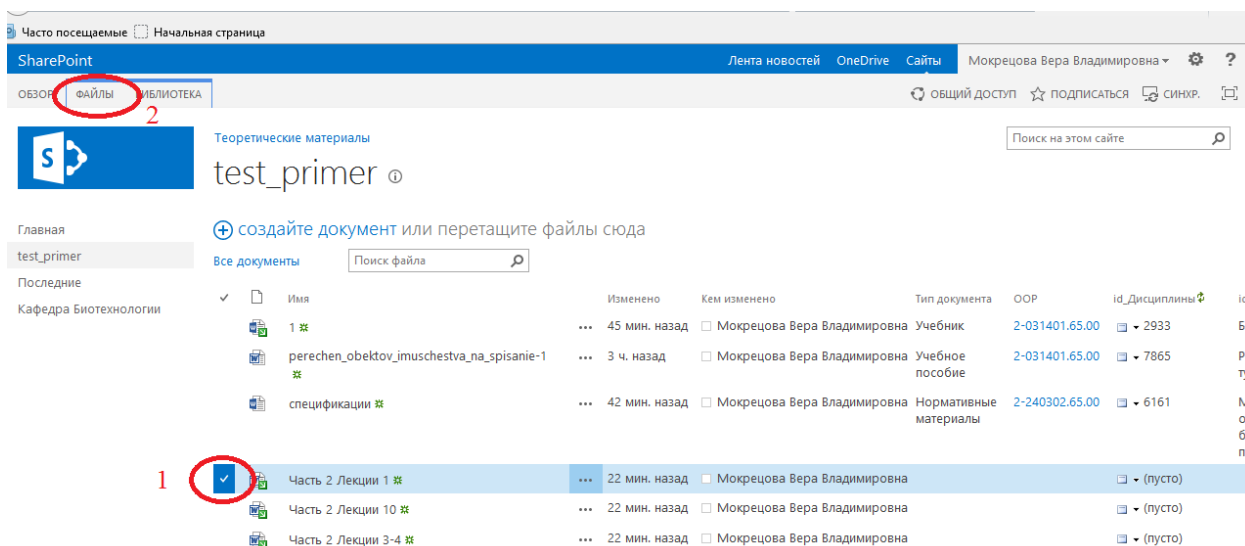 Часто посещаемые Начальная страница
SharePoint Лента новостей OneDrive Сайты Мокрецова Вера Владимировна ?
ОБЗОР ФАЙЛЫ БИБЛИОТЕКА ОБЩИЙ ДОСТУП ПОДПИСАТЬСЯ СИНХР.
2
S
Теоретические материалы Поиск на этом сайте
test_primer
Главная
test_primer
Последние
Кафедра Биотехнологии
создайте документ или перетащите файлы сюда
Все документы Поиск файла
Имя Изменено Кем изменено Тип документа ООР id_Дисциплины
1 ... 45 мин. назад Мокрецова Вера Владимировна Учебник 2-031401.65.00 2933
perechen_obektov_imuschestva_na_spisanie-1 ... 3 ч. назад Мокрецова Вера Владимировна Учебное 2-031401.65.00 7865
пособие
спецификации ... 42 мин. назад Мокрецова Вера Владимировна Нормативные 2-240302.65.00 6161
материалы
1 Часть 2 Лекции 1 ... 22 мин. назад Мокрецова Вера Владимировна (пусто)
Часть 2 Лекции 10 ... 22 мин. назад Мокрецова Вера Владимировна (пусто)
Часть 2 Лекции 3-4 ... 22 мин. назад Мокрецова Вера Владимировна (пусто)